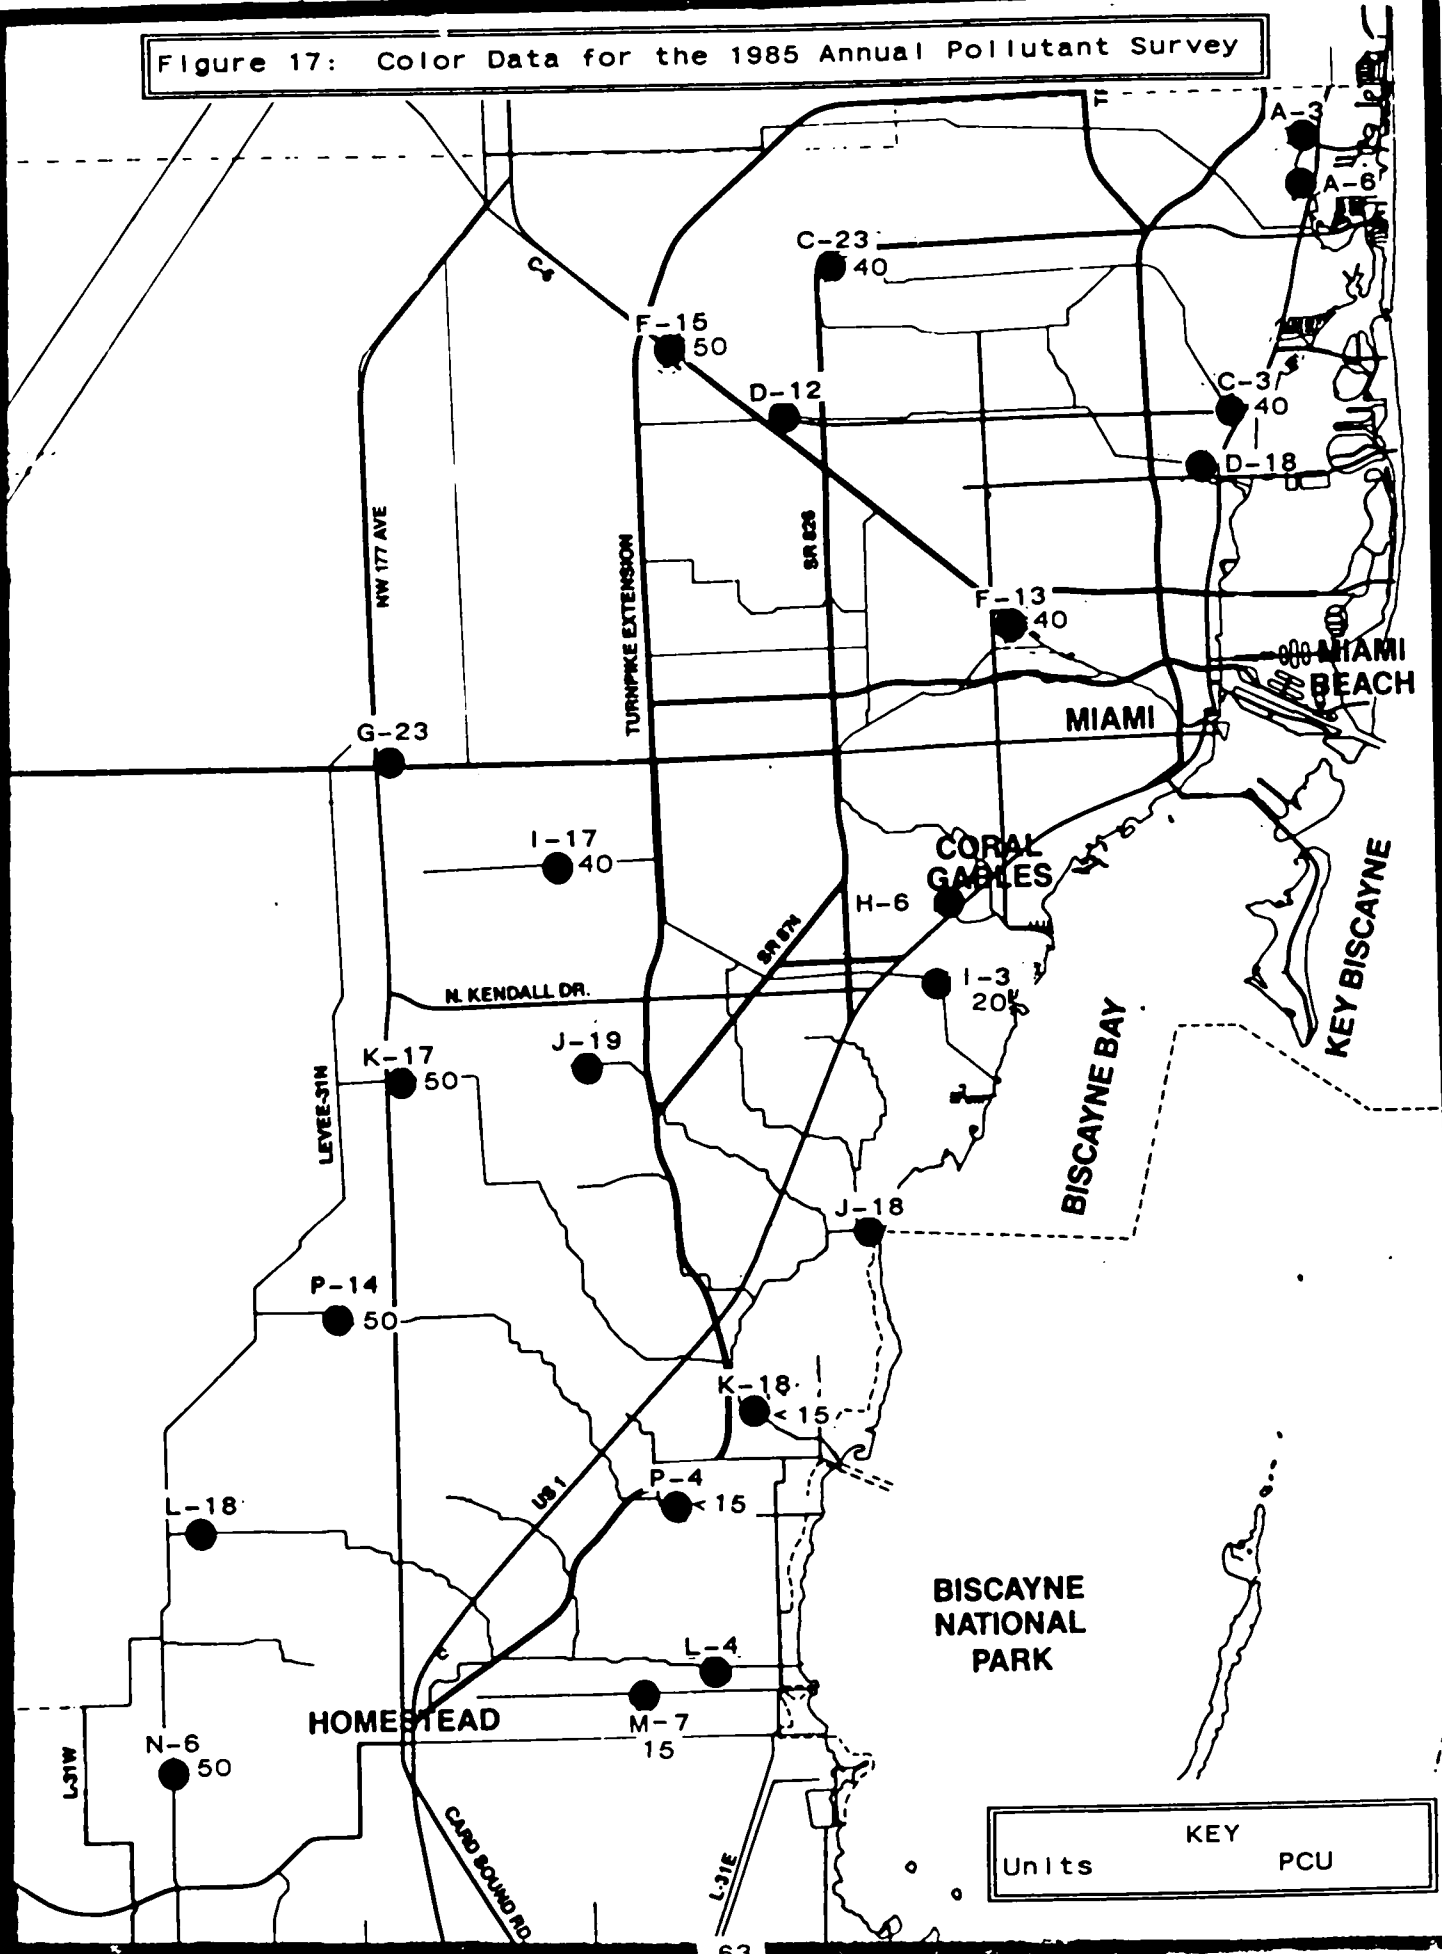 Figure 17: Color Data for the 1985 Annual Pollutant Survey
A-3
A-6
C-23
40
C-6
F-15
50
D-12
C-3
40
D-18
NW 177 AVE
TURNPIKE EXTENSION
SR 826
F-13
40
MIAMI
BEACH
MIAMI
G-23
I-17
40
CORAL
GABLES
H-6
SR 874
KEY BISCAYNE
I-3
20
N. KENDALL DR.
J-19
K-17
50
LEVEE-31N
BISCAYNE BAY
J-18
P-14
50
K-18
< 15
US 1
P-4
< 15
L-18
BISCAYNE
NATIONAL
PARK
L-4
HOMESTEAD
M-7
15
N-6
50
L-31W
CARD SOUND RD.
L-31E
KEY
Units PCU
63